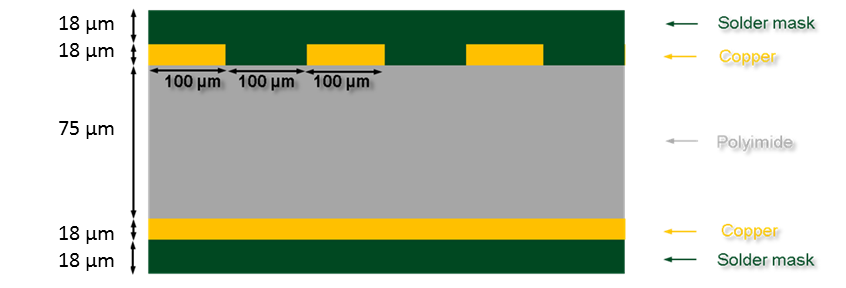 18 µm
Solder mask
18 µm
Copper
100 µm
100 µm
100 µm
75 µm
Polyimide
18 µm
Copper
18 µm
Solder mask